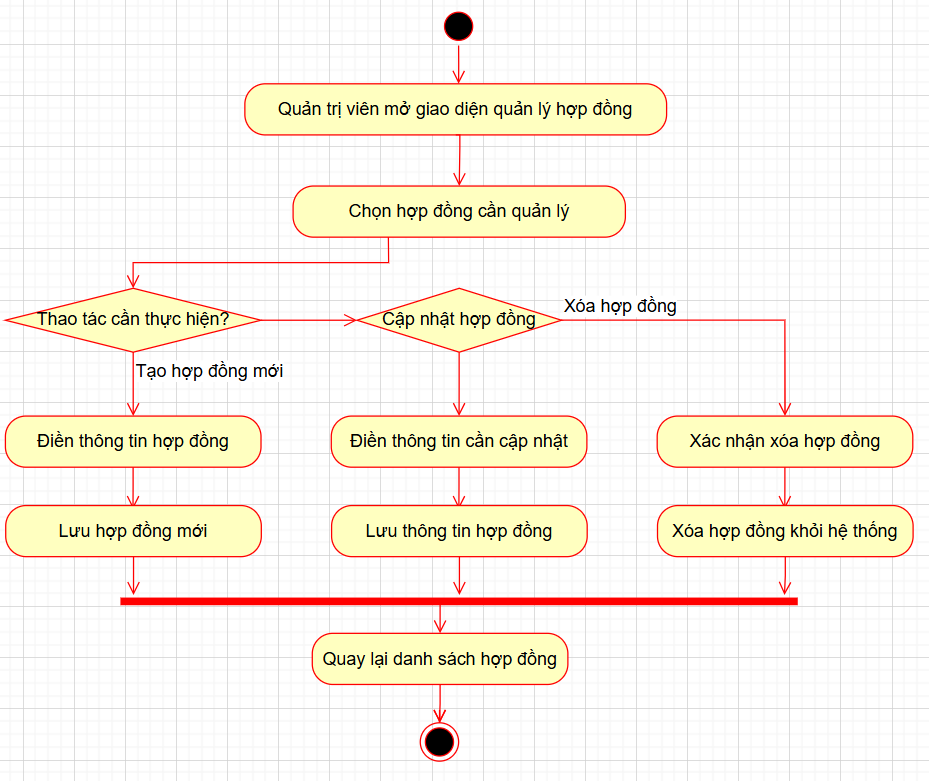 Quản trị viên mở giao diện quản lý hợp đồng
Chọn hợp đồng cần quản lý
Thao tác cần thực hiện?
Cập nhật hợp đồng
Xóa hợp đồng
Tạo hợp đồng mới
Điền thông tin hợp đồng
Điền thông tin cần cập nhật
Xác nhận xóa hợp đồng
Lưu hợp đồng mới
Lưu thông tin hợp đồng
Xóa hợp đồng khỏi hệ thống
Quay lại danh sách hợp đồng